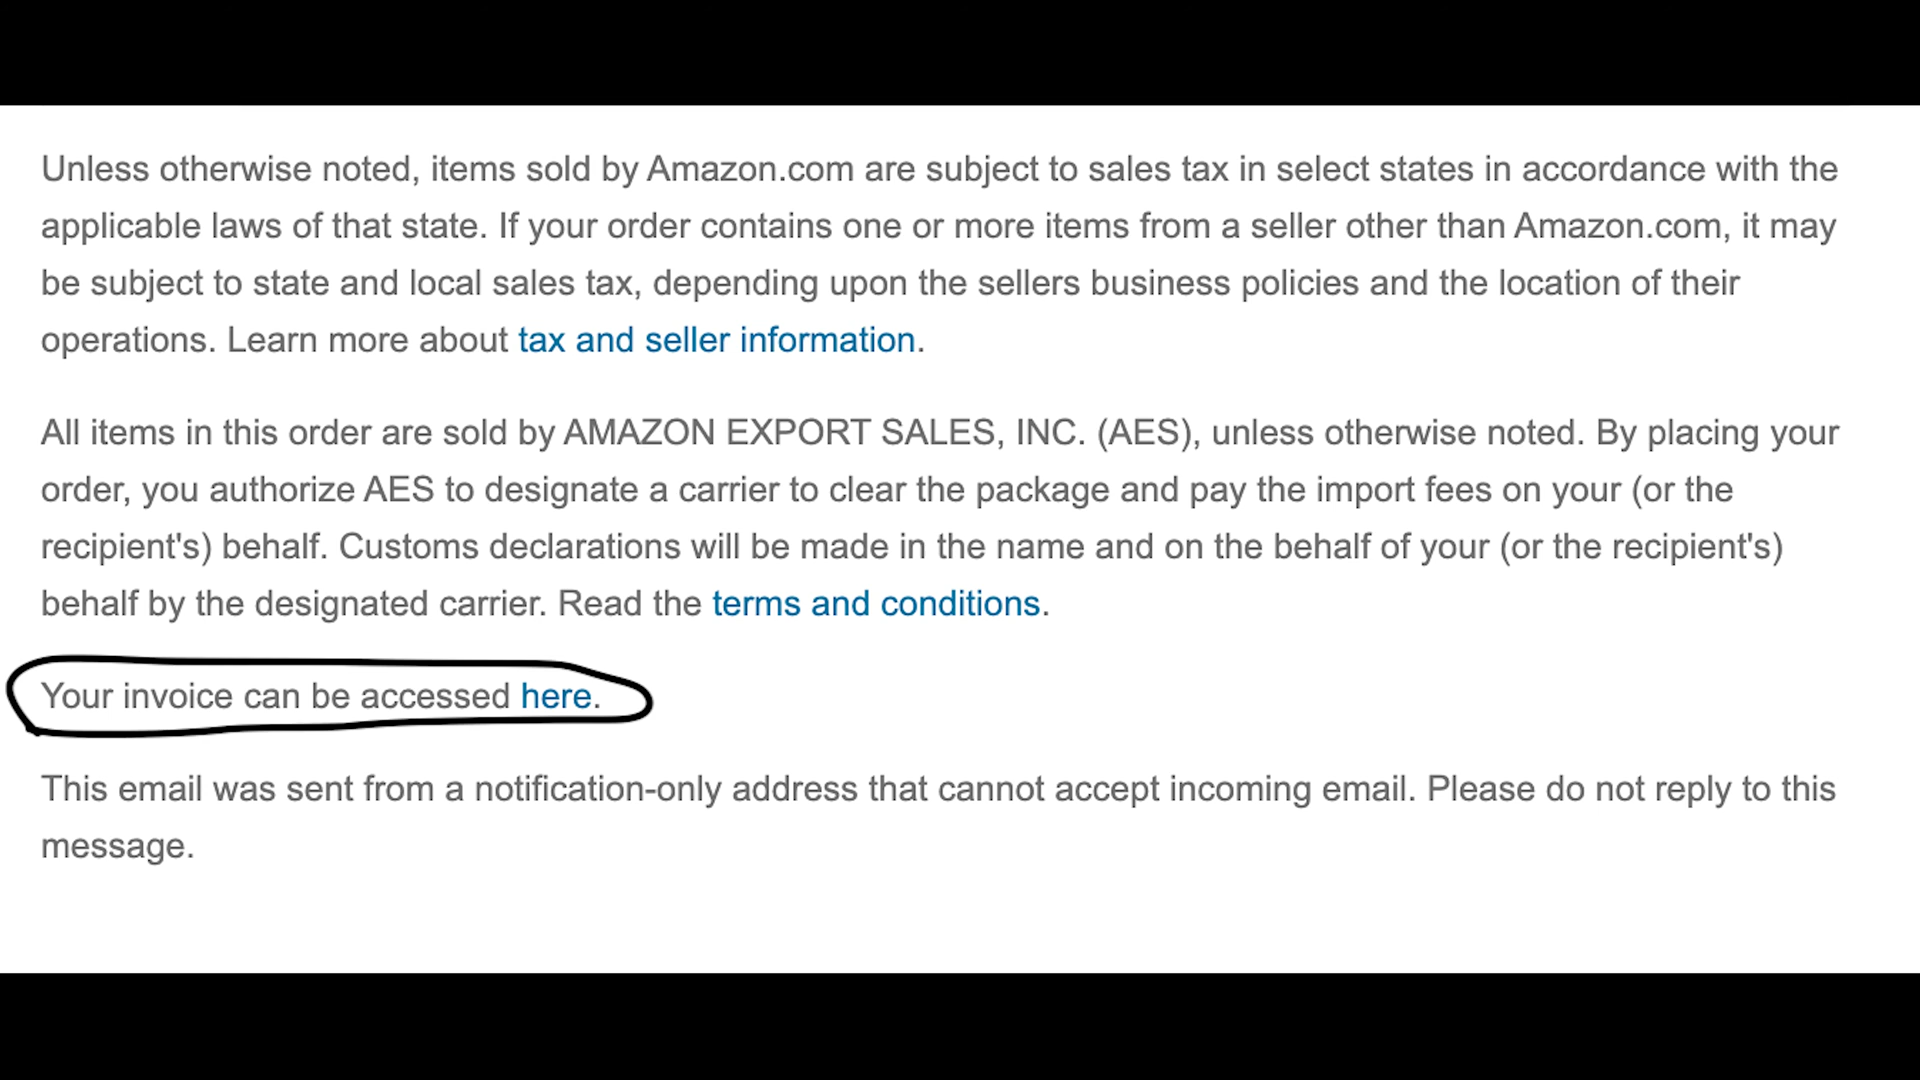 Unless otherwise noted, items sold by Amazon.com are subject to sales tax in select states in accordance with the
applicable laws of that state. If your order contains one or more items from a seller other than Amazon.com, it may
be subject to state and local sales tax, depending upon the sellers business policies and the location of their
operations. Learn more about tax and seller information.
All items in this order are sold by AMAZON EXPORT SALES, INC. (AES), unless otherwise noted. By placing your
order, you authorize AES to designate a carrier to clear the package and pay the import fees on your (or the
recipient's) behalf. Customs declarations will be made in the name and on the behalf of your (or the recipient's)
behalf by the designated carrier. Read the terms and conditions.
Your invoice can be accessed here.
This email was sent from a notification-only address that cannot accept incoming email. Please do not reply to this
message.